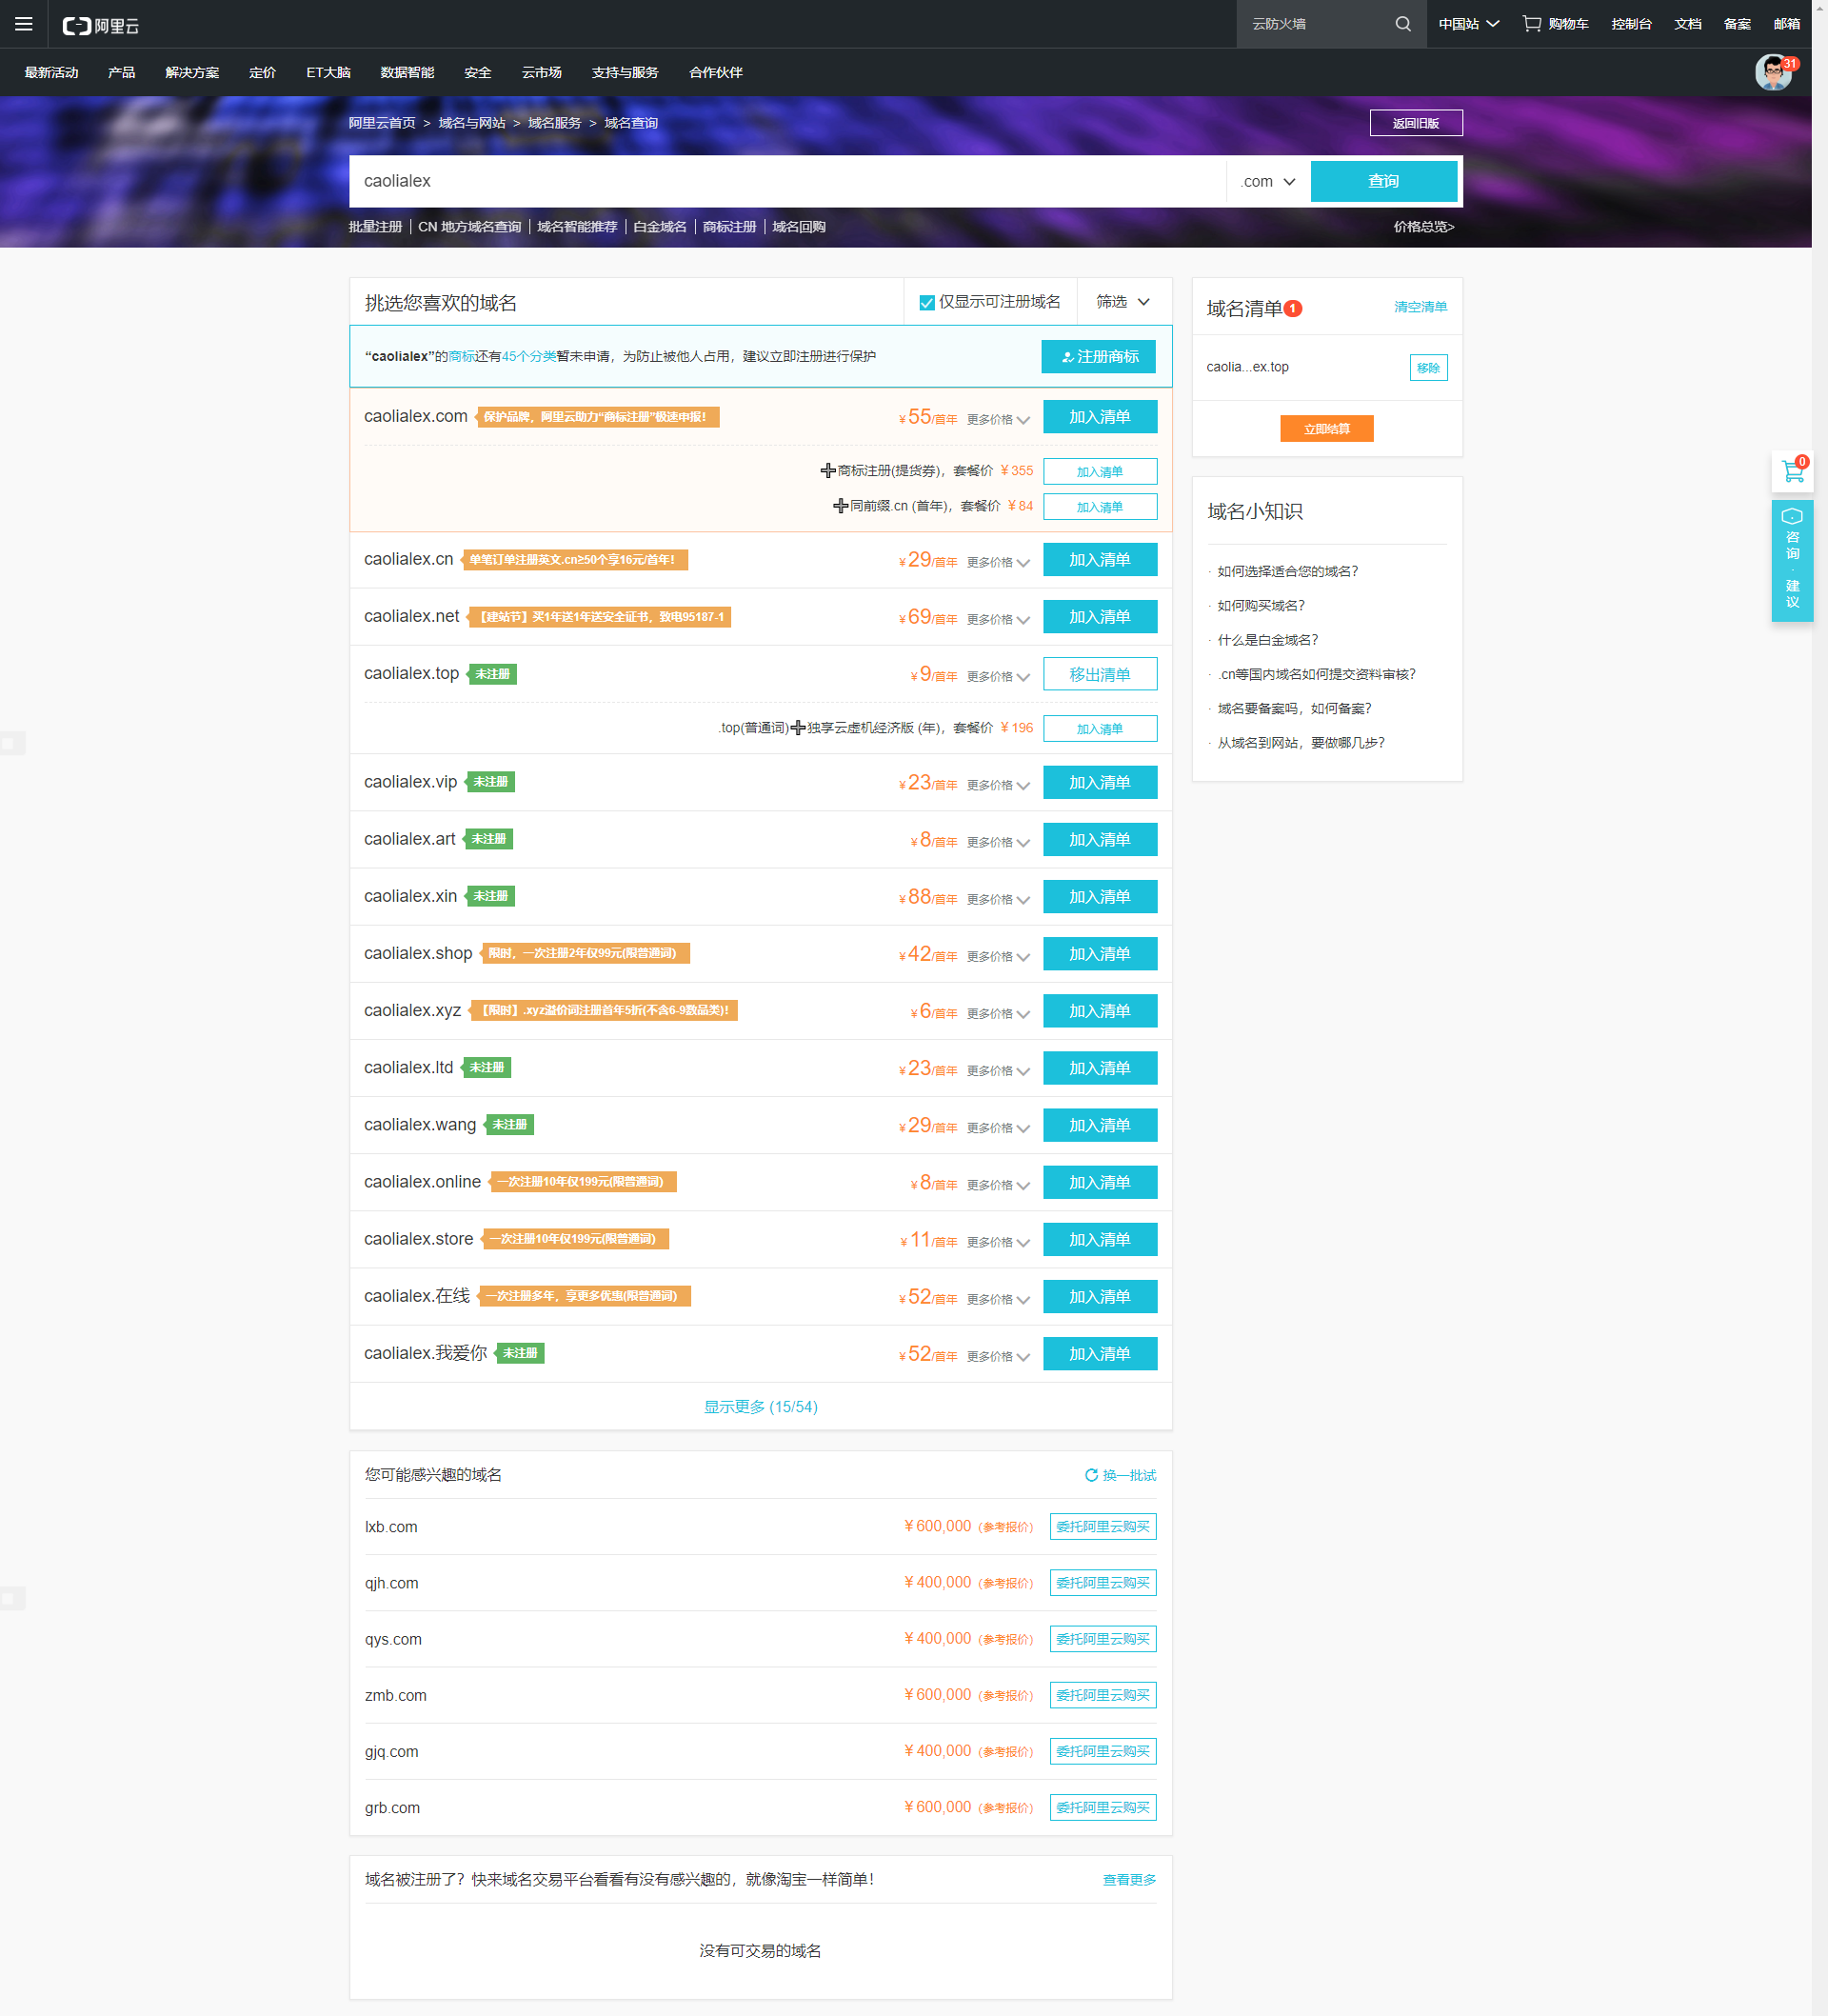 阿里云
云防火墙
中国站
购物车
控制台
文档
备案
邮箱
最新活动 产品 解决方案 定价 ET大脑 数据智能 安全 云市场 支持与服务 合作伙伴
31
阿里云首页 > 域名与网站 > 域名服务 > 域名查询
返回旧版
caolialex
.com
查询
批量注册 CN 地方域名查询 域名智能推荐 白金域名 商标注册 域名回购
价格总览>
挑选您喜欢的域名
仅显示可注册域名
筛选
“caolialex”的商标还有45个分类暂未申请，为防止被他人占用，建议立即注册进行保护
注册商标
caolialex.com 保护品牌，阿里云助力“商标注册”极速申报！ ¥55/首年 更多价格 加入清单
商标注册(提货券)，套餐价 ¥355 加入清单
同前缀.cn (首年)，套餐价 ¥84 加入清单
caolialex.cn 单笔订单注册英文.cn≥50个享16元/首年！ ¥29/首年 更多价格 加入清单
caolialex.net 【建站节】买1年送1年送安全证书，致电95187-1 ¥69/首年 更多价格 加入清单
caolialex.top 未注册 ¥9/首年 更多价格 移出清单
.top(普通词) 独享云虚机经济版 (年)，套餐价 ¥196 加入清单
caolialex.vip 未注册 ¥23/首年 更多价格 加入清单
caolialex.art 未注册 ¥8/首年 更多价格 加入清单
caolialex.xin 未注册 ¥88/首年 更多价格 加入清单
caolialex.shop 限时，一次注册2年仅99元(限普通词) ¥42/首年 更多价格 加入清单
caolialex.xyz 【限时】.xyz溢价词注册首年5折(不含6-9数品类)！ ¥6/首年 更多价格 加入清单
caolialex.ltd 未注册 ¥23/首年 更多价格 加入清单
caolialex.wang 未注册 ¥29/首年 更多价格 加入清单
caolialex.online 一次注册10年仅199元(限普通词) ¥8/首年 更多价格 加入清单
caolialex.store 一次注册10年仅199元(限普通词) ¥11/首年 更多价格 加入清单
caolialex.在线 一次注册多年，享更多优惠(限普通词) ¥52/首年 更多价格 加入清单
caolialex.我爱你 未注册 ¥52/首年 更多价格 加入清单
显示更多 (15/54)
您可能感兴趣的域名
换一批试
lxb.com ¥600,000 (参考报价) 委托阿里云购买
qjh.com ¥400,000 (参考报价) 委托阿里云购买
qys.com ¥400,000 (参考报价) 委托阿里云购买
zmb.com ¥600,000 (参考报价) 委托阿里云购买
gjq.com ¥400,000 (参考报价) 委托阿里云购买
grb.com ¥600,000 (参考报价) 委托阿里云购买
域名被注册了？快来域名交易平台看看有没有感兴趣的，就像淘宝一样简单！
查看更多
没有可交易的域名
域名清单 1
清空清单
caolia...ex.top
移除
立即结算
域名小知识
· 如何选择适合您的域名？
· 如何购买域名？
· 什么是白金域名？
· .cn等国内域名如何提交资料审核？
· 域名要备案吗，如何备案？
· 从域名到网站，要做哪几步？
0
咨询·建议